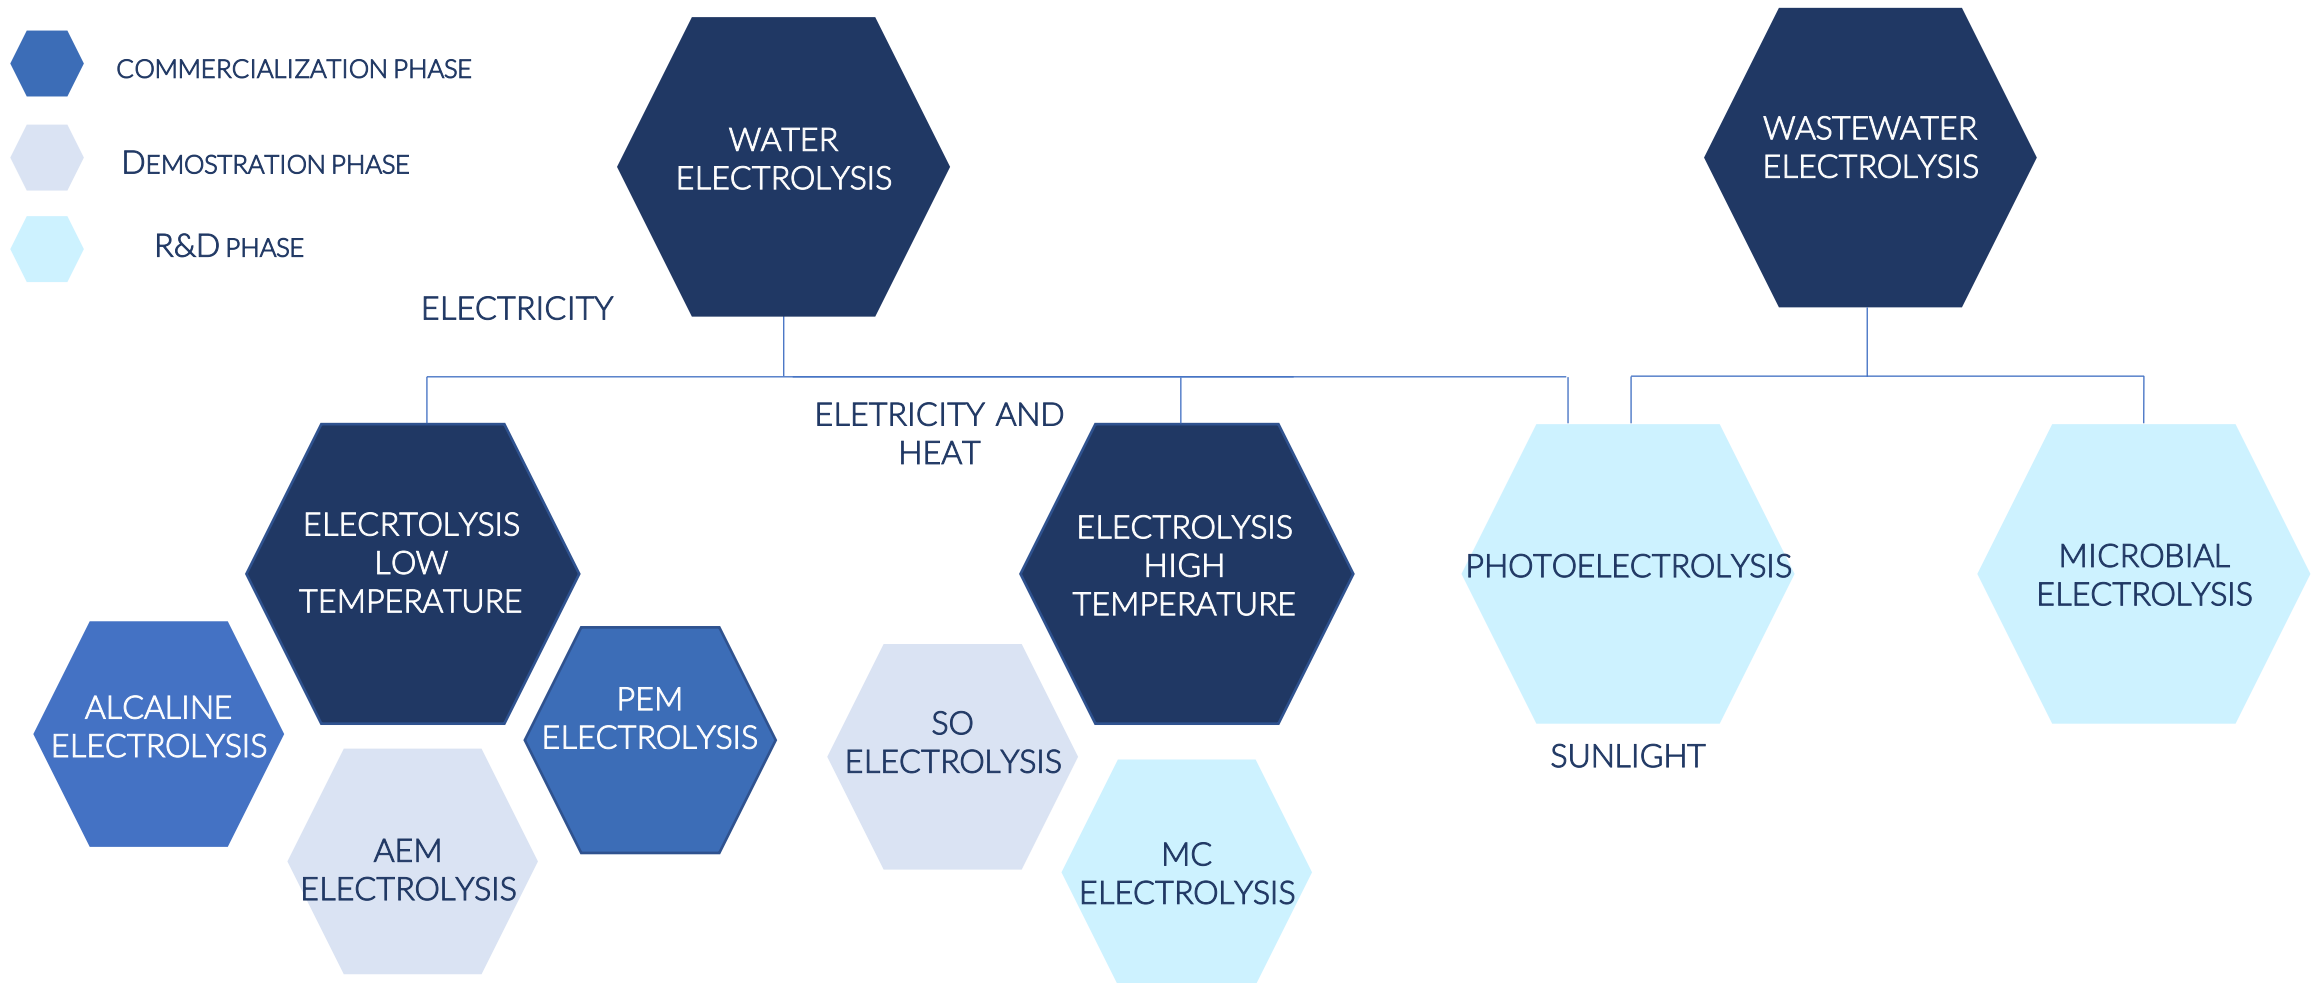 COMMERCIALIZATION PHASE
DEMOSTRATION PHASE
R&D PHASE
WATER
ELECTROLYSIS
WASTEWATER
ELECTROLYSIS
ELECTRICITY
ELETRICITY AND
HEAT
ELECRTOLYSIS
LOW
TEMPERATURE
ELECTROLYSIS
HIGH
TEMPERATURE
PHOTOELECTROLYSIS
MICROBIAL
ELECTROLYSIS
ALCALINE
ELECTROLYSIS
PEM
ELECTROLYSIS
SO
ELECTROLYSIS
SUNLIGHT
AEM
ELECTROLYSIS
MC
ELECTROLYSIS